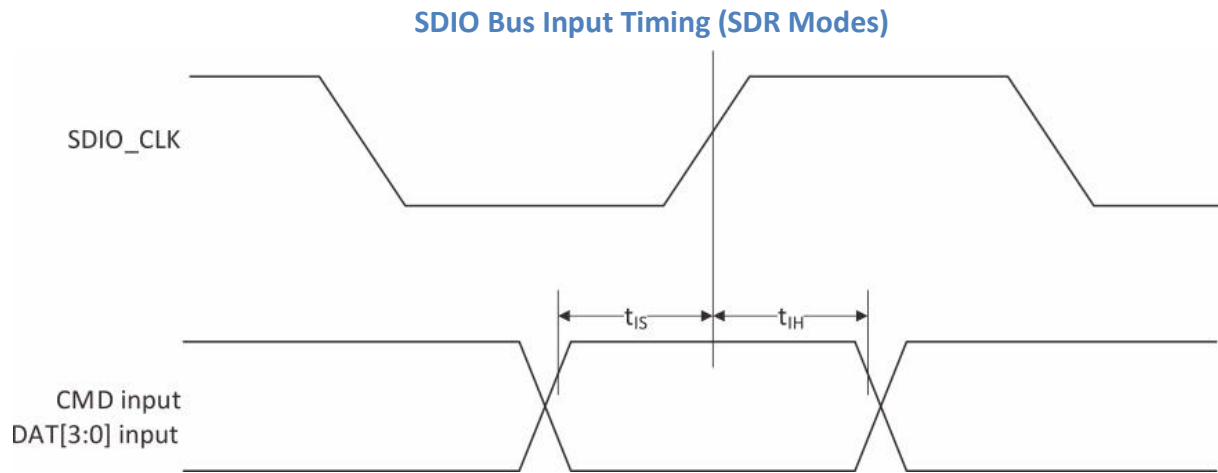 SDIO Bus Input Timing (SDR Modes)
SDIO_CLK
tIS
tIH
CMD input
DAT[3:0] input